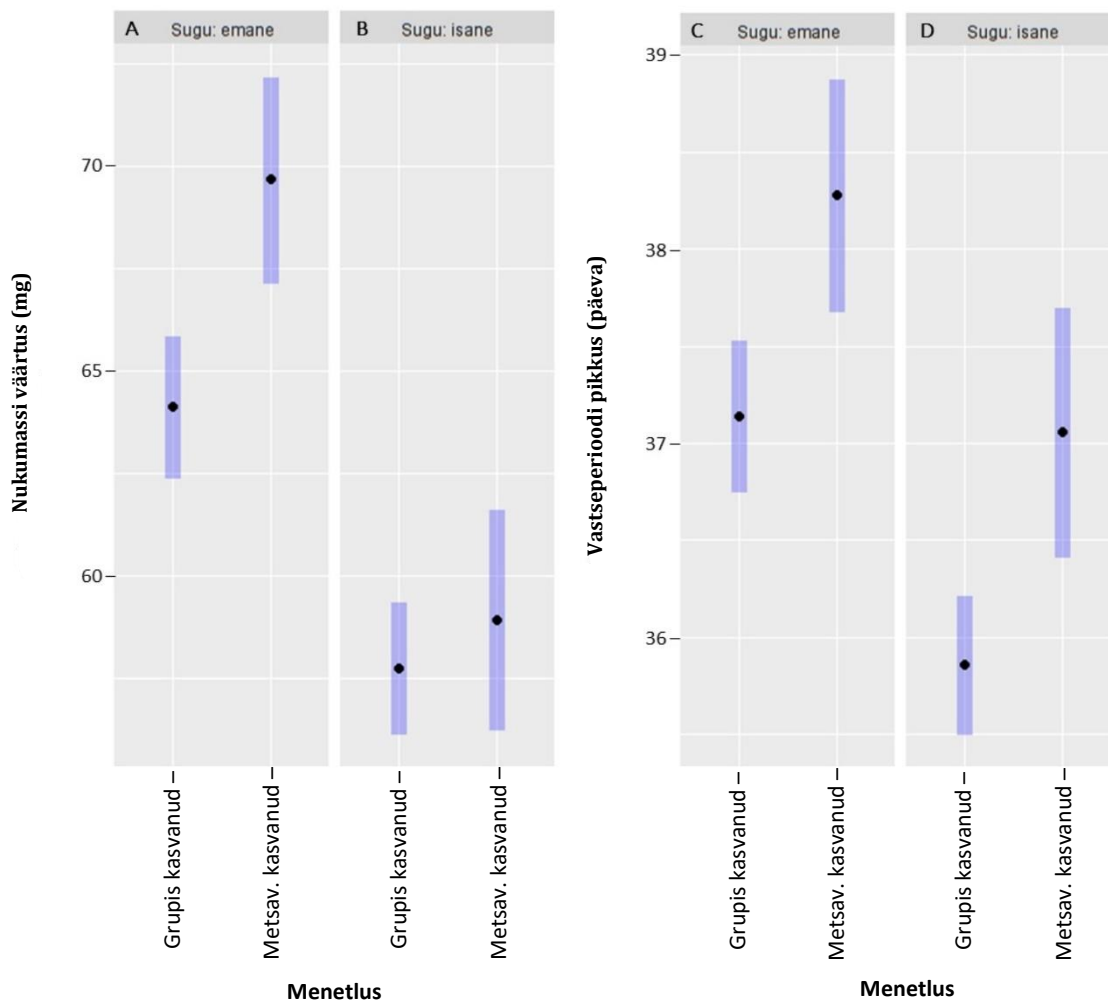 A Sugu: emane
B Sugu: isane
Nukumassi väärtus (mg)
70
65
60
Grupis kasvanud
Metsav. kasvanud
Grupis kasvanud
Metsav. kasvanud
Menetlus
C Sugu: emane
D Sugu: isane
Vastseperioodi pikkus (päeva)
39
38
37
36
Grupis kasvanud
Metsav. kasvanud
Grupis kasvanud
Metsav. kasvanud
Menetlus